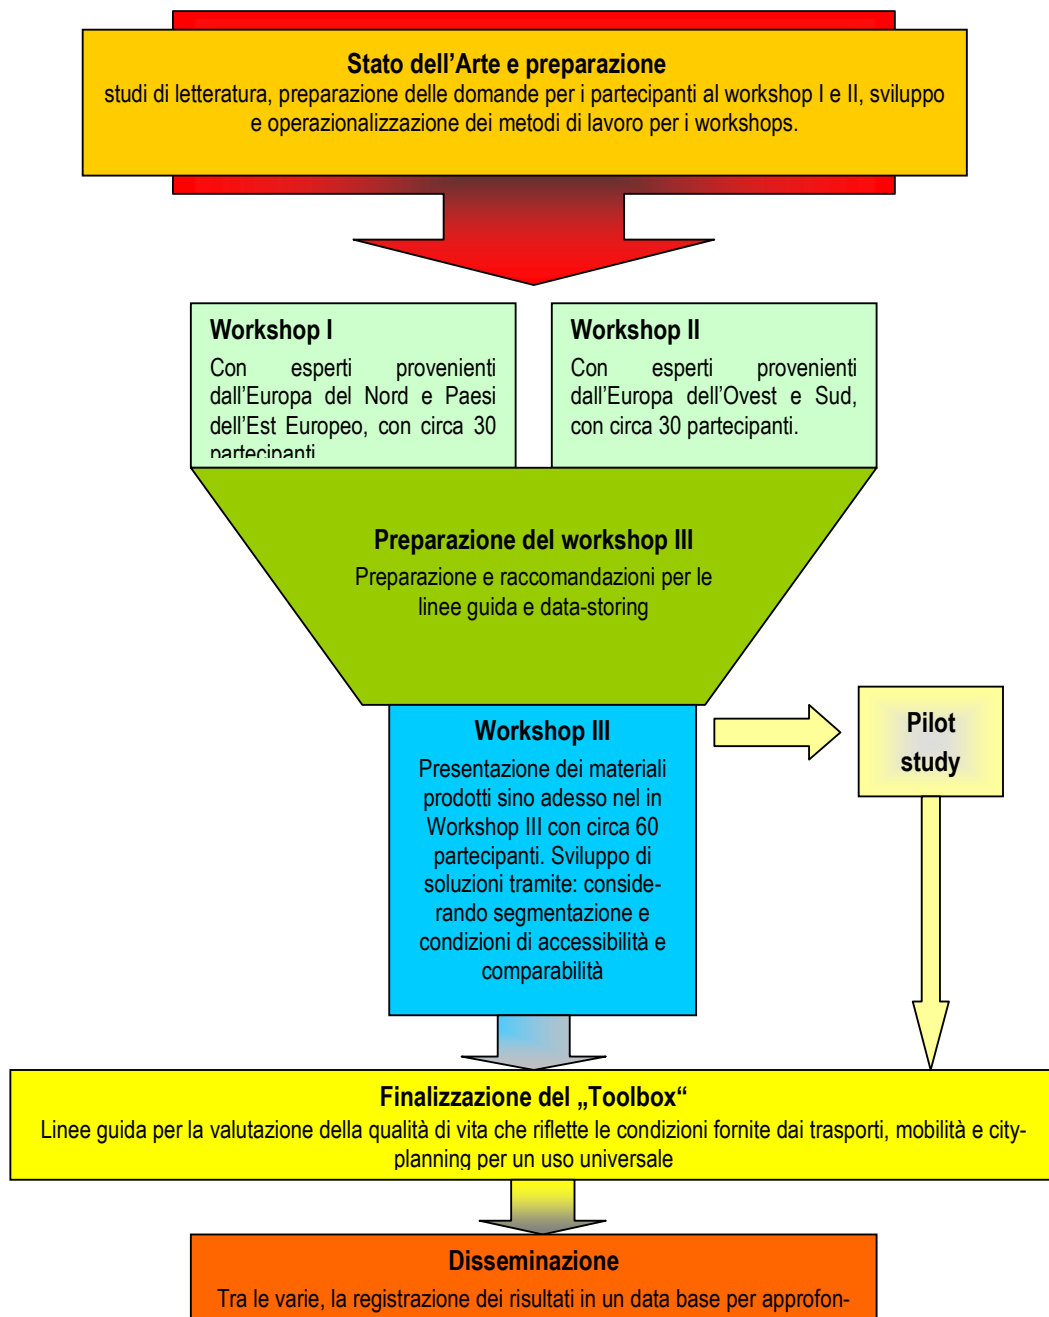 Stato dell’Arte e preparazione
studi di letteratura, preparazione delle domande per i partecipanti al workshop I e II, sviluppo
e operazionalizzazione dei metodi di lavoro per i workshops.
Workshop I
Con esperti provenienti
dall’Europa del Nord e Paesi
dell’Est Europeo, con circa 30
partecipanti
Workshop II
Con esperti provenienti
dall’Europa dell’Ovest e Sud,
con circa 30 partecipanti.
Preparazione del workshop III
Preparazione e raccomandazioni per le
linee guida e data-storing
Workshop III
Presentazione dei materiali
prodotti sino adesso nel in
Workshop III con circa 60
partecipanti. Sviluppo di
soluzioni tramite: conside-
rando segmentazione e
condizioni di accessibilità e
comparabilità
Pilot
study
Finalizzazione del „Toolbox“
Linee guida per la valutazione della qualità di vita che riflette le condizioni fornite dai trasporti, mobilità e city-
planning per un uso universale
Disseminazione
Tra le varie, la registrazione dei risultati in un data base per approfon-